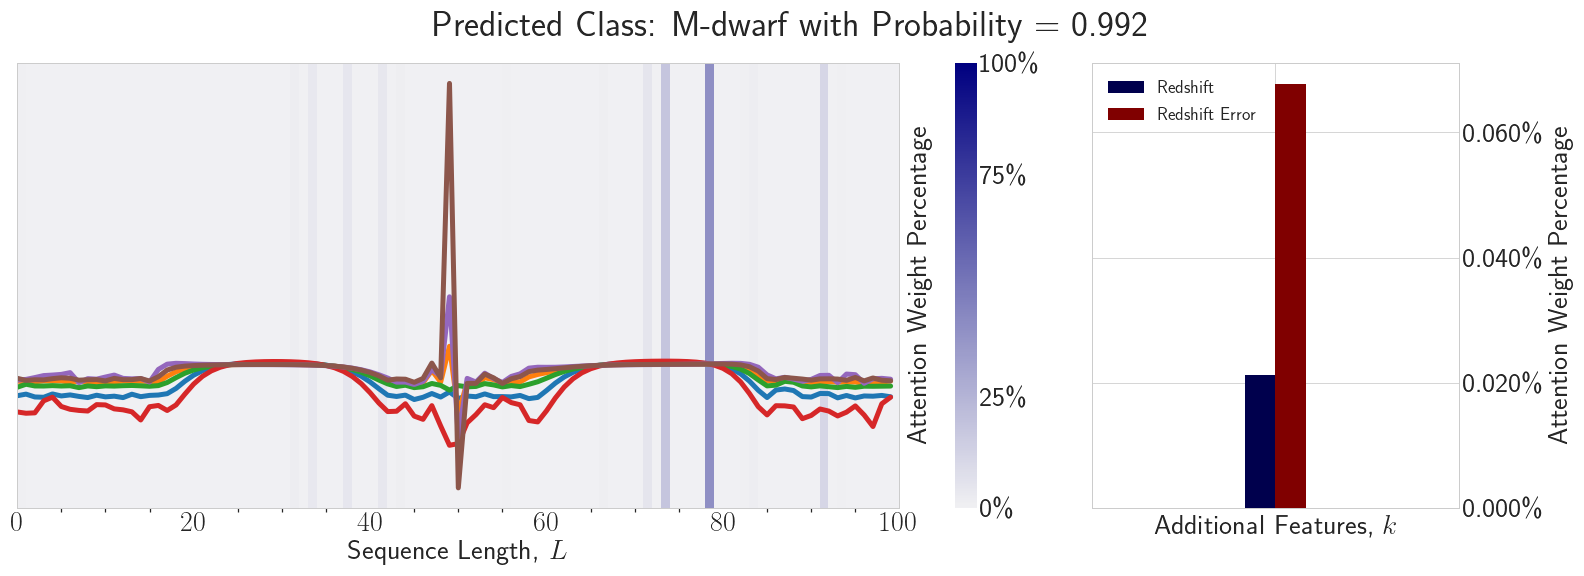 Predicted Class: M-dwarf with Probability = 0.992
0
20
40
60
80
100
Sequence Length, L
100%
75%
25%
0%
Attention Weight Percentage
Redshift
Redshift Error
0.060%
0.040%
0.020%
0.000%
Attention Weight Percentage
Additional Features, k